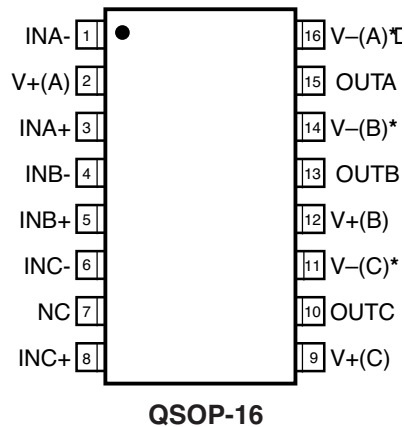 INA- 1 16 V–(A)*
V+(A) 2 15 OUTA
INA+ 3 14 V–(B)*
INB- 4 13 OUTB
INB+ 5 12 V+(B)
INC- 6 11 V–(C)*
NC 7 10 OUTC
INC+ 8 9 V+(C)
QSOP-16